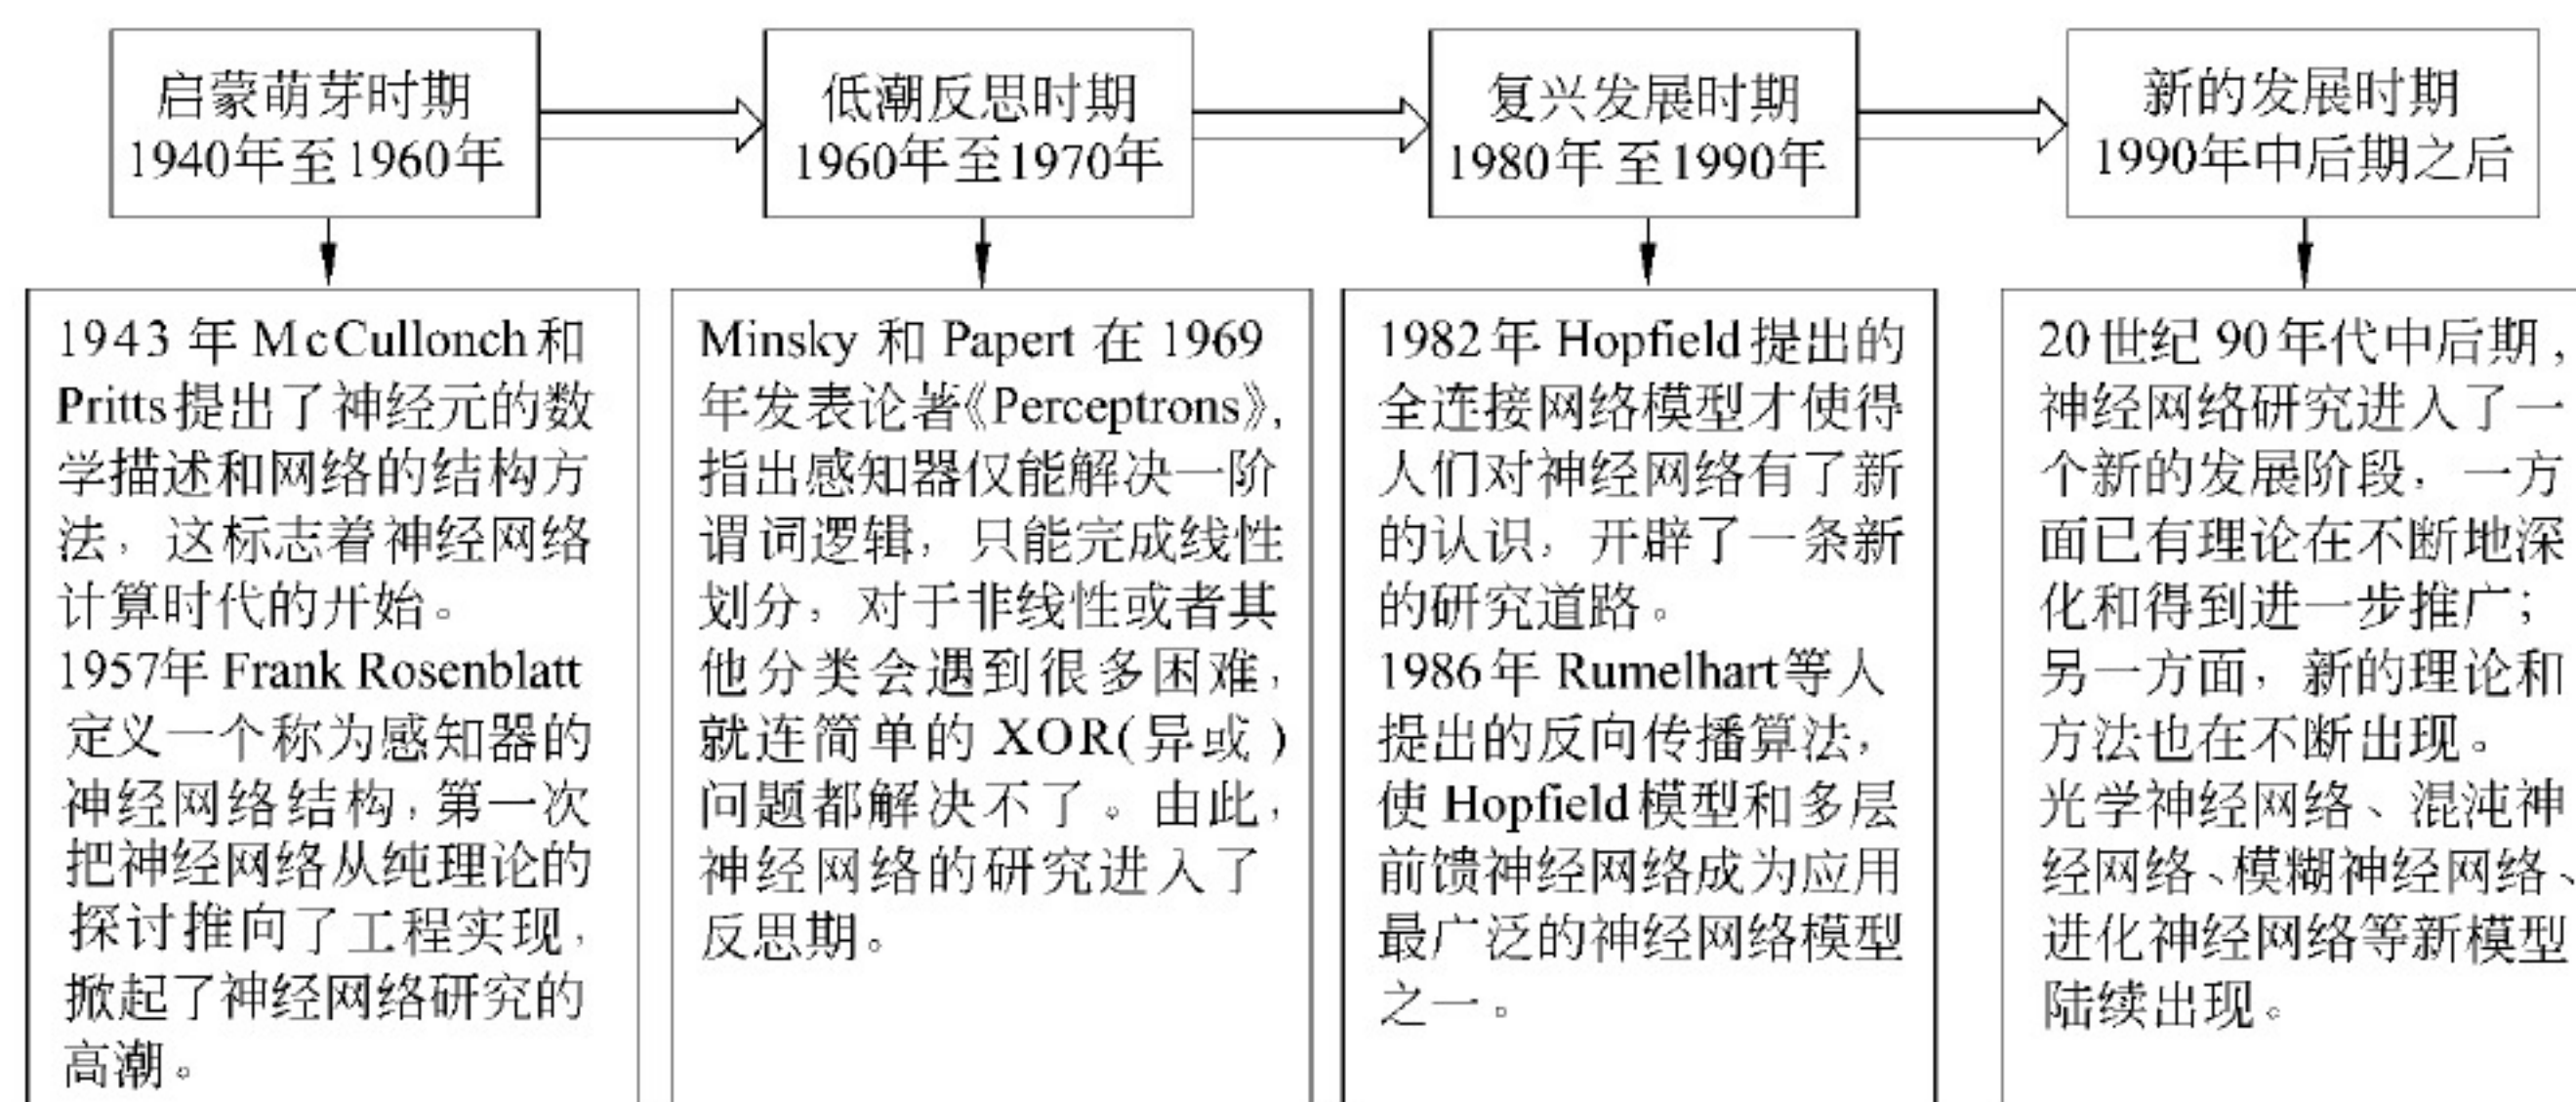 启蒙萌芽时期
1940年至1960年
低潮反思时期
1960年至1970年
复兴发展时期
1980年至1990年
新的发展时期
1990年中后期之后
1943 年 McCullonch和
Pritts提出了神经元的数
学描述和网络的结构方
法，这标志着神经网络
计算时代的开始。
1957年 Frank Rosenblatt
定义一个称为感知器的
神经网络结构，第一次
把神经网络从纯理论的
探讨推向了工程实现，
掀起了神经网络研究的
高潮。
Minsky 和 Papert 在 1969
年发表论著《Perceptrons》，
指出感知器仅能解决一阶
谓词逻辑，只能完成线性
划分，对于非线性或者其
他分类会遇到很多困难，
就连简单的 XOR(异或)
问题都解决不了。由此，
神经网络的研究进入了
反思期。
1982年 Hopfield提出的
全连接网络模型才使得
人们对神经网络有了新
的认识，开辟了一条新
的研究道路。
1986年 Rumelhart等人
提出的反向传播算法，
使 Hopfield模型和多层
前馈神经网络成为应用
最广泛的神经网络模型
之一。
20世纪 90年代中后期，
神经网络研究进入了一
个新的发展阶段，一方
面已有理论在不断地深
化和得到进一步推广；
另一方面，新的理论和
方法也在不断出现。
光学神经网络、混沌神
经网络、模糊神经网络、
进化神经网络等新模型
陆续出现。